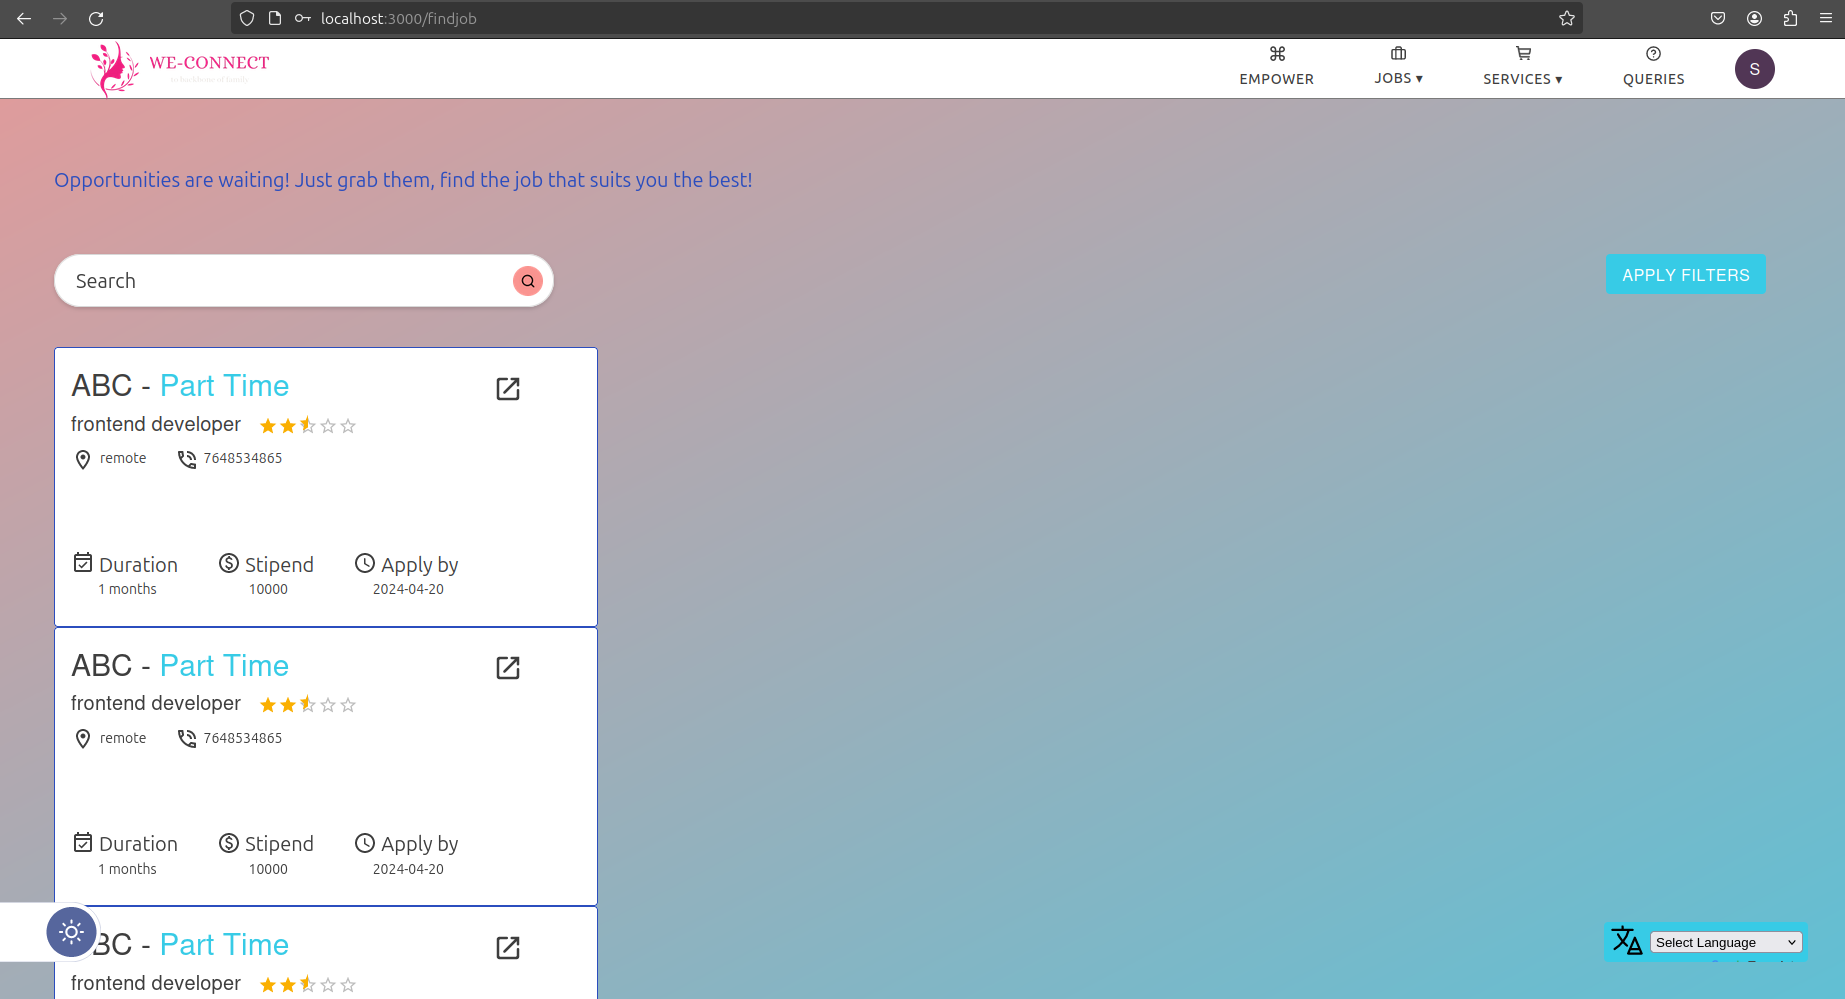 localhost:3000/findjob
WE-CONNECT
EMPOWER
JOBS ▾
SERVICES ▾
QUERIES
S
Opportunities are waiting! Just grab them, find the job that suits you the best!
Search
APPLY FILTERS
ABC - Part Time
frontend developer
remote 7648534865
Duration Stipend Apply by
1 months 10000 2024-04-20
ABC - Part Time
frontend developer
remote 7648534865
Duration Stipend Apply by
1 months 10000 2024-04-20
BC - Part Time
frontend developer
Select Language